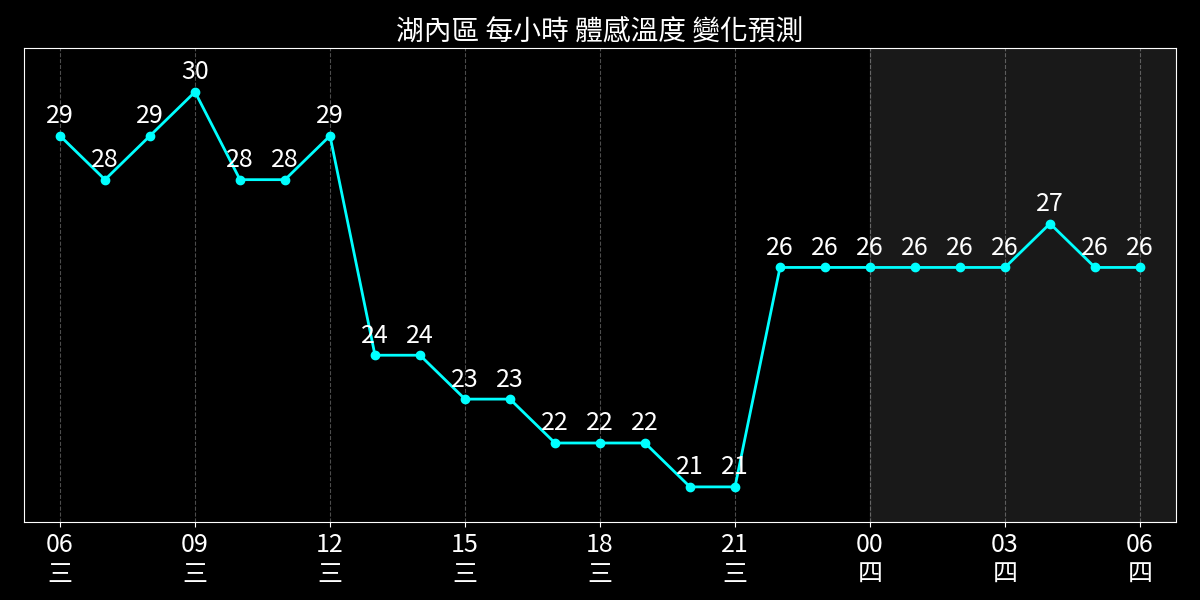 湖內區 每小時 體感溫度 變化預測
29 28 29 30 28 28 29 24 24 23 23 22 22 22 21 21 26 26 26 26 26 26 27 26 26
06 09 12 15 18 21 00 03 06
三 三 三 三 三 三 四 四 四